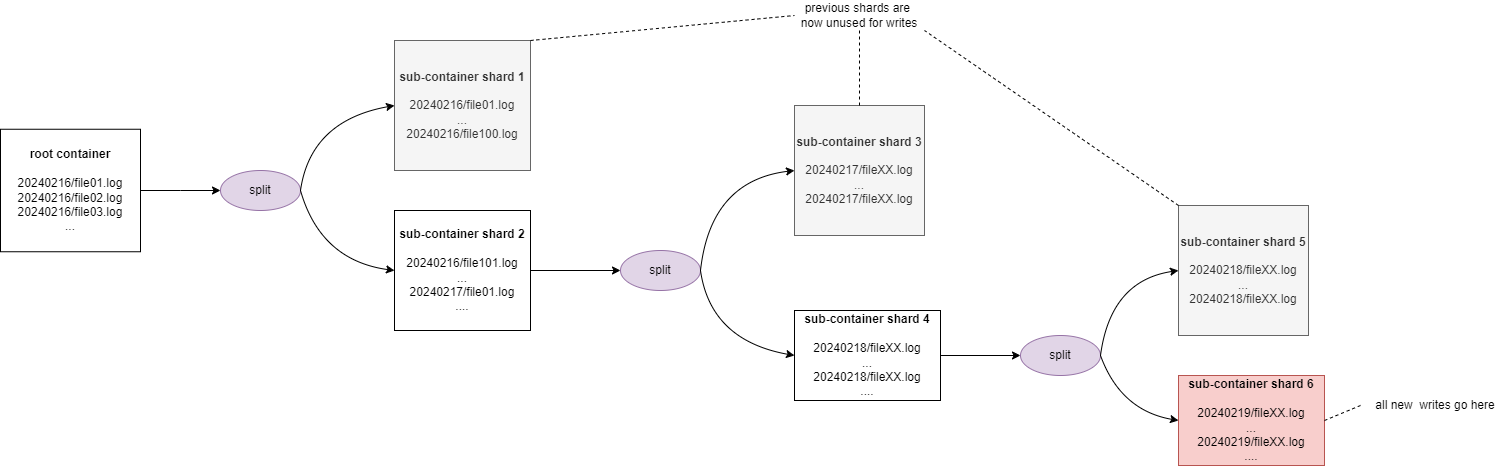 previous shards are
now unused for writes
sub-container shard 1
20240216/file01.log
...
20240216/file100.log
root container
20240216/file01.log
20240216/file02.log
20240216/file03.log
...
split
sub-container shard 2
20240216/file101.log
...
20240217/file01.log
....
split
sub-container shard 3
20240217/fileXX.log
...
20240217/fileXX.log
sub-container shard 4
20240218/fileXX.log
...
20240218/fileXX.log
....
split
sub-container shard 5
20240218/fileXX.log
...
20240218/fileXX.log
sub-container shard 6
20240219/fileXX.log
...
20240219/fileXX.log
....
all new writes go here